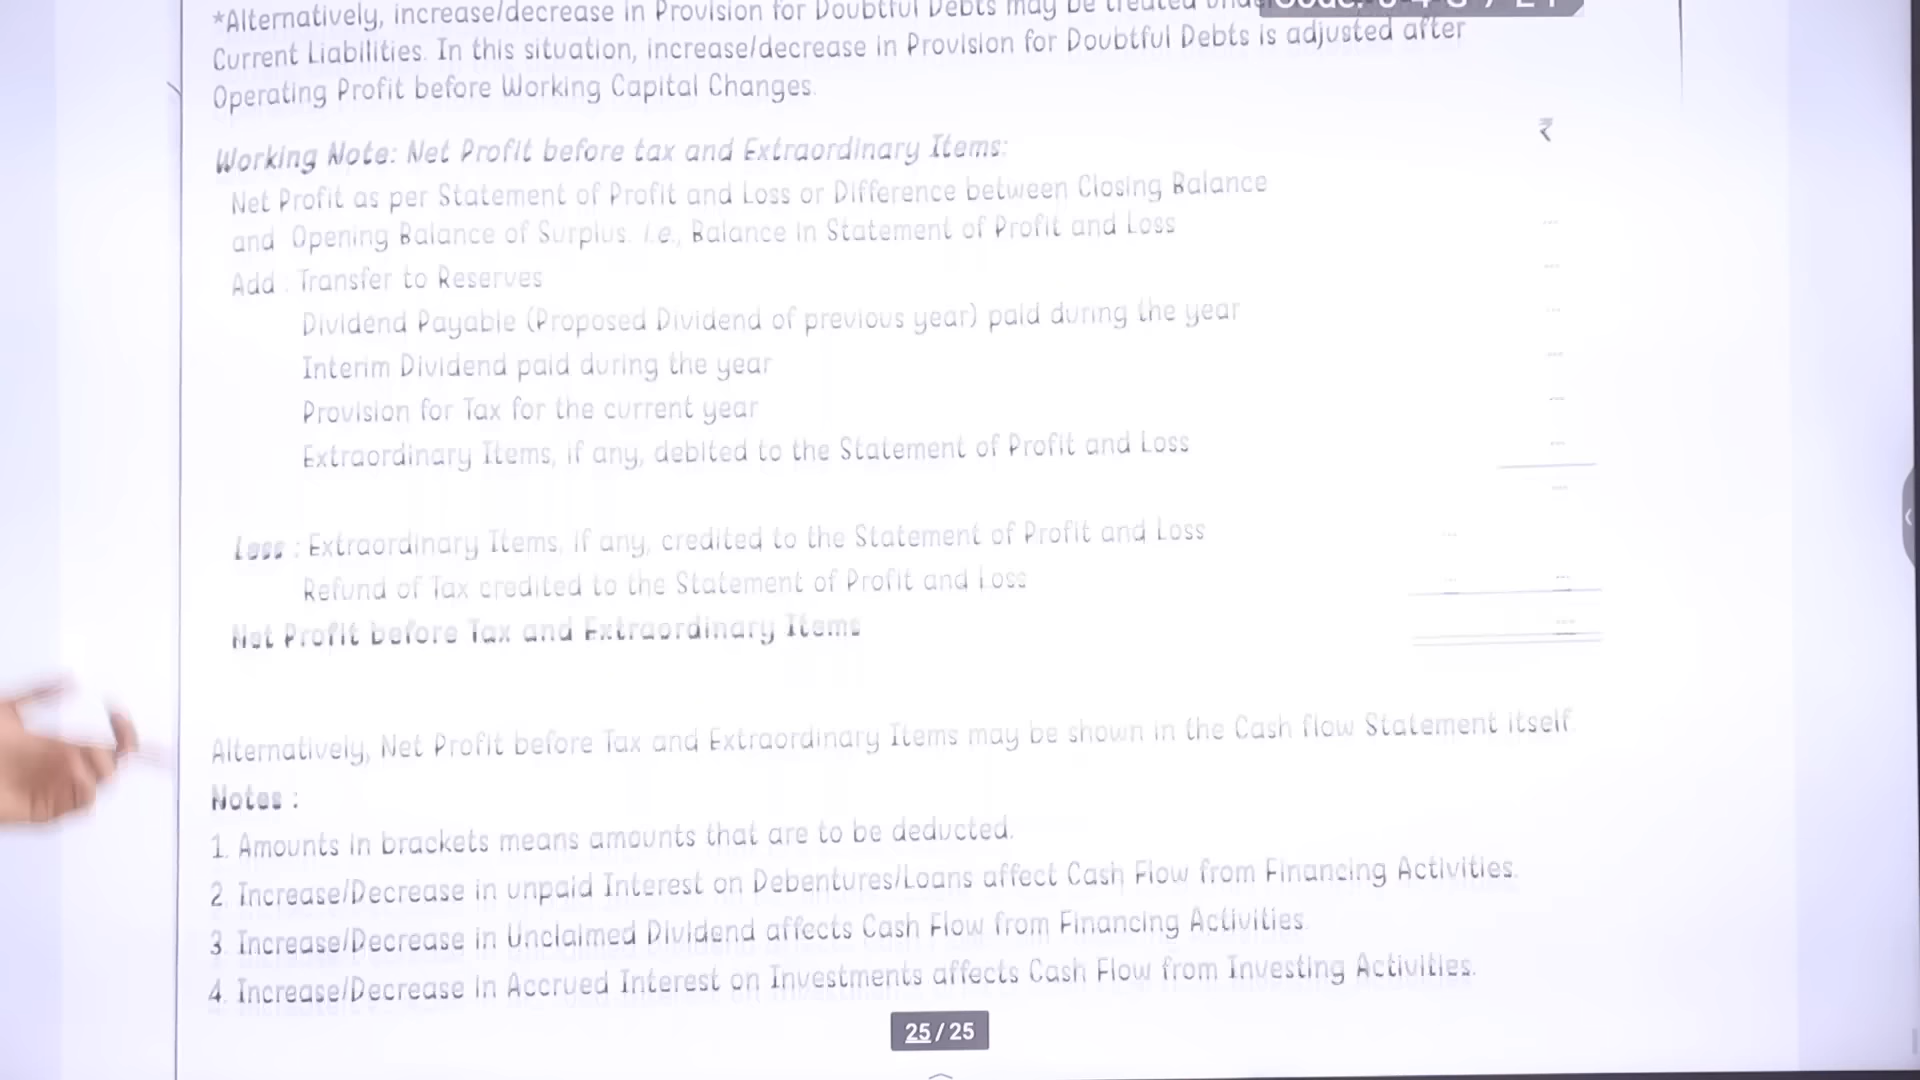 *Alternatively, increase/decrease in Provision for Doubtful Debts may be treated
Current Liabilities. In this situation, increase/decrease in Provision for Doubtful Debts is adjusted after
Operating Profit before Working Capital Changes.
₹
Working Note: Net Profit before tax and Extraordinary Items:
Net Profit as per Statement of Profit and Loss or Difference between Closing Balance
and Opening Balance of Surplus. i.e., Balance in Statement of Profit and Loss ---
Add : Transfer to Reserves ---
Dividend Payable (Proposed Dividend of previous year) paid during the year ---
Interim Dividend paid during the year ---
Provision for Tax for the current year ---
Extraordinary Items, if any, debited to the Statement of Profit and Loss ---
---
Less : Extraordinary Items, if any, credited to the Statement of Profit and Loss ---
Refund of Tax credited to the Statement of Profit and Loss --- ---
Net Profit before Tax and Extraordinary Items ---
Alternatively, Net Profit before Tax and Extraordinary Items may be shown in the Cash flow Statement itself.
Notes :
1. Amounts in brackets means amounts that are to be deducted.
2. Increase/Decrease in unpaid Interest on Debentures/Loans affect Cash Flow from Financing Activities.
3. Increase/Decrease in Unclaimed Dividend affects Cash Flow from Financing Activities.
4. Increase/Decrease in Accrued Interest on Investments affects Cash Flow from Investing Activities.
25 / 25